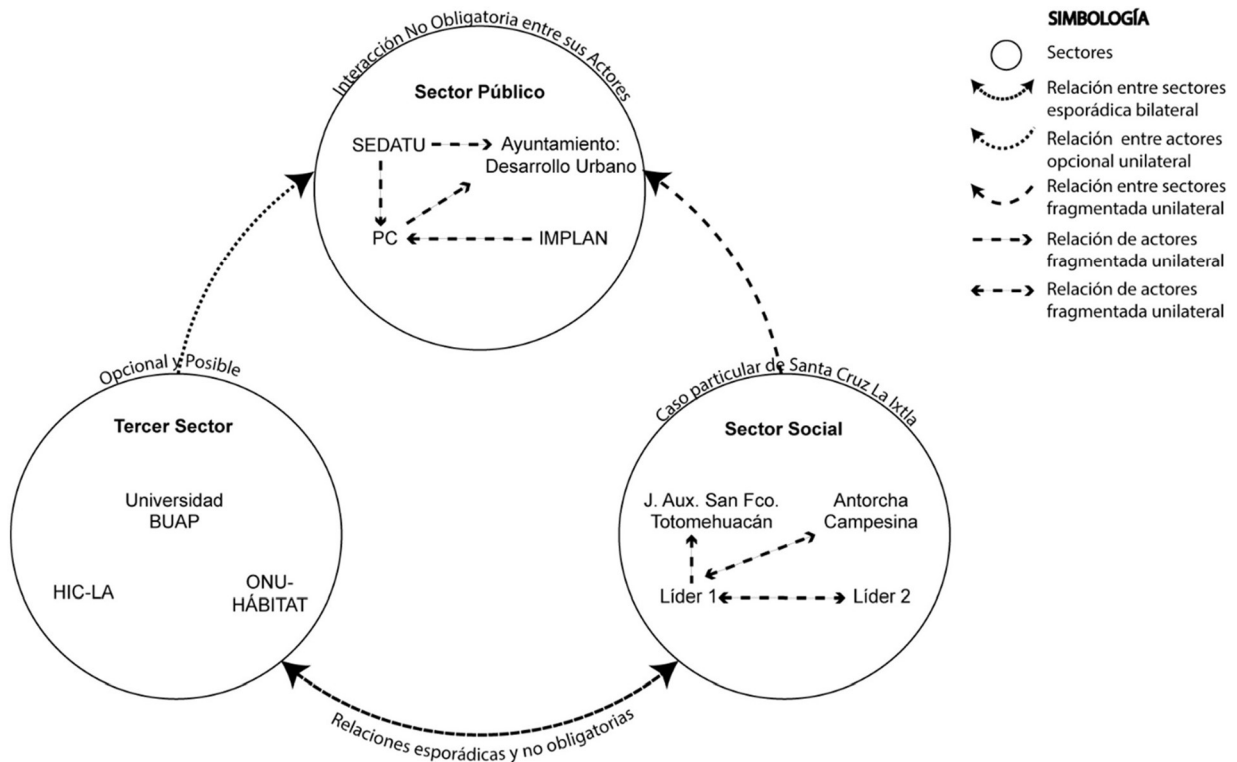 Interacción No Obligatoria entre sus Actores
Sector Público
SEDATU
Ayuntamiento:
Desarrollo Urbano
PC
IMPLAN
Opcional y Posible
Tercer Sector
Universidad
BUAP
HIC-LA
ONU-
HÁBITAT
Caso particular de Santa Cruz La Ixtla
Sector Social
J. Aux. San Fco.
Totomehuacán
Antorcha
Campesina
Líder 1
Líder 2
Relaciones esporádicas y no obligatorias
SIMBOLOGÍA
Sectores
Relación entre sectores
esporádica bilateral
Relación entre actores
opcional unilateral
Relación entre sectores
fragmentada unilateral
Relación de actores
fragmentada unilateral
Relación de actores
fragmentada unilateral